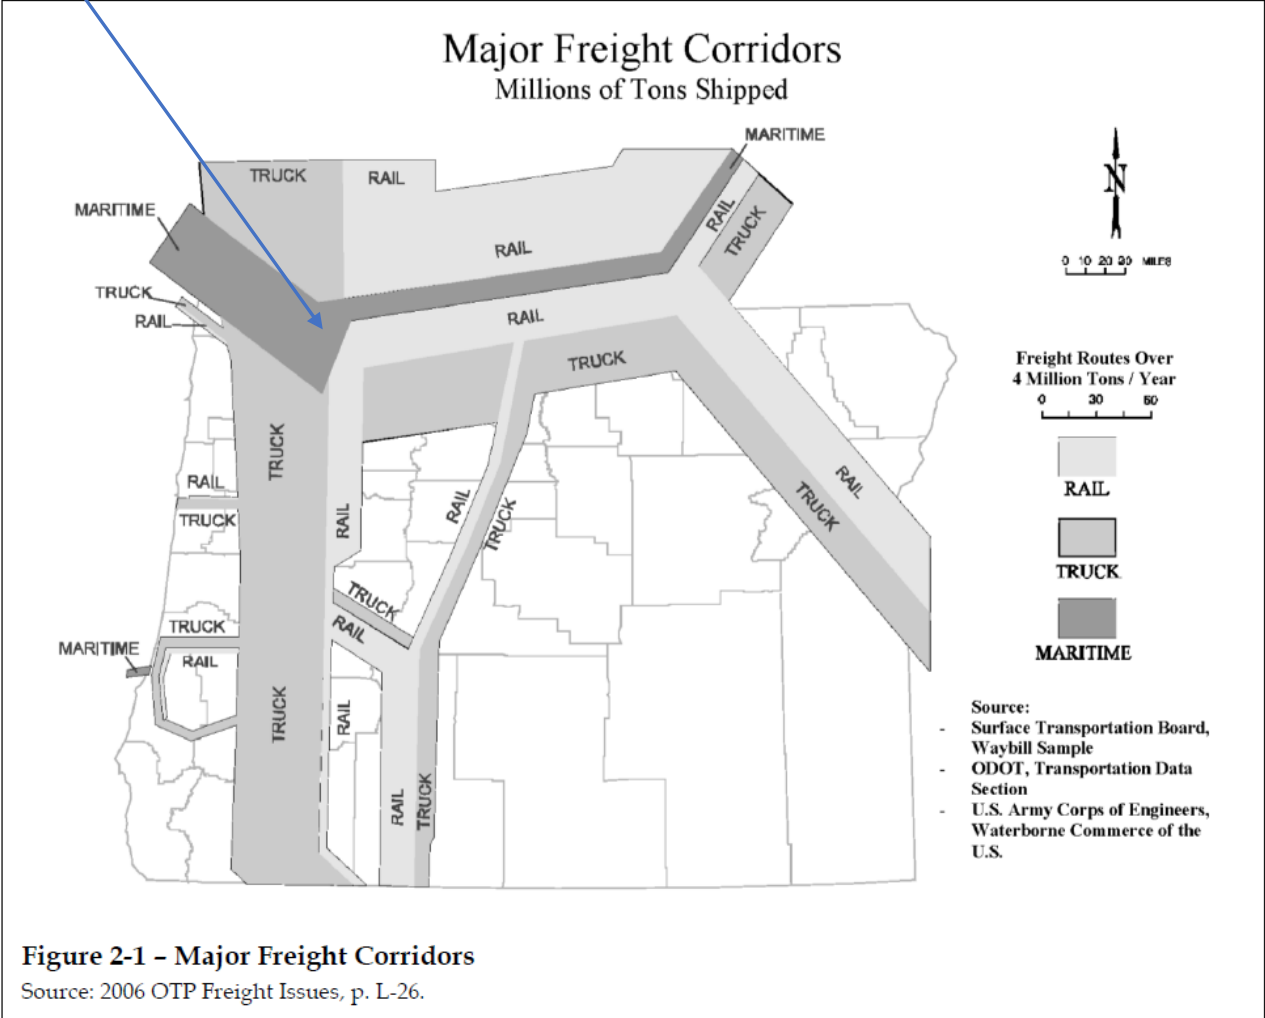 Major Freight Corridors
Millions of Tons Shipped
MARITIME
TRUCK
RAIL
MARITIME
RAIL
TRUCK
N
RAIL
0 10 20 30 MILES
TRUCK
RAIL
RAIL
TRUCK
Freight Routes Over
4 Million Tons / Year
0 30 60
RAIL
TRUCK
MARITIME
TRUCK
RAIL
TRUCK
RAIL
RAIL
TRUCK
RAIL
TRUCK
TRUCK
RAIL
TRUCK
RAIL
MARITIME
TRUCK
RAIL
RAIL
TRUCK
Source:
- Surface Transportation Board,
Waybill Sample
- ODOT, Transportation Data
Section
- U.S. Army Corps of Engineers,
Waterborne Commerce of the
U.S.
Figure 2-1 – Major Freight Corridors
Source: 2006 OTP Freight Issues, p. L-26.